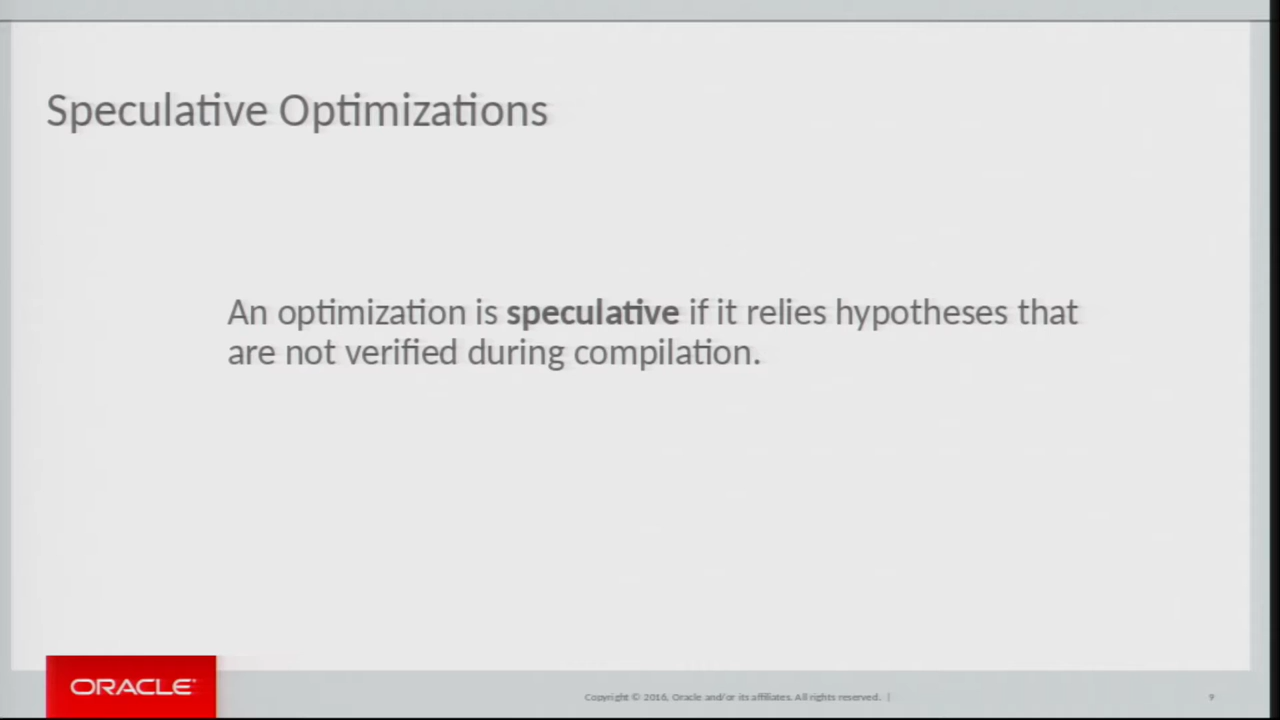 Speculative Optimizations
An optimization is speculative if it relies hypotheses that
are not verified during compilation.
ORACLE
Copyright © 2016, Oracle and/or its affiliates. All rights reserved. |
9